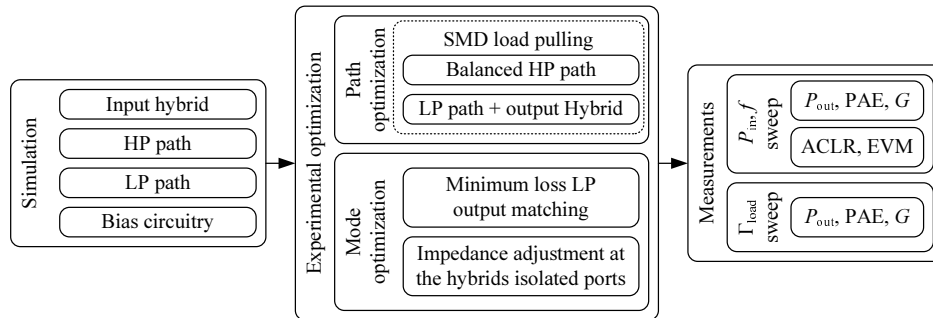 Simulation
Input hybrid
HP path
LP path
Bias circuitry
Experimental optimization
Path
optimization
SMD load pulling
Balanced HP path
LP path + output Hybrid
Mode
optimization
Minimum loss LP
output matching
Impedance adjustment at
the hybrids isolated ports
Measurements
Pin, f
sweep
Pout, PAE, G
ACLR, EVM
Γload
sweep
Pout, PAE, G